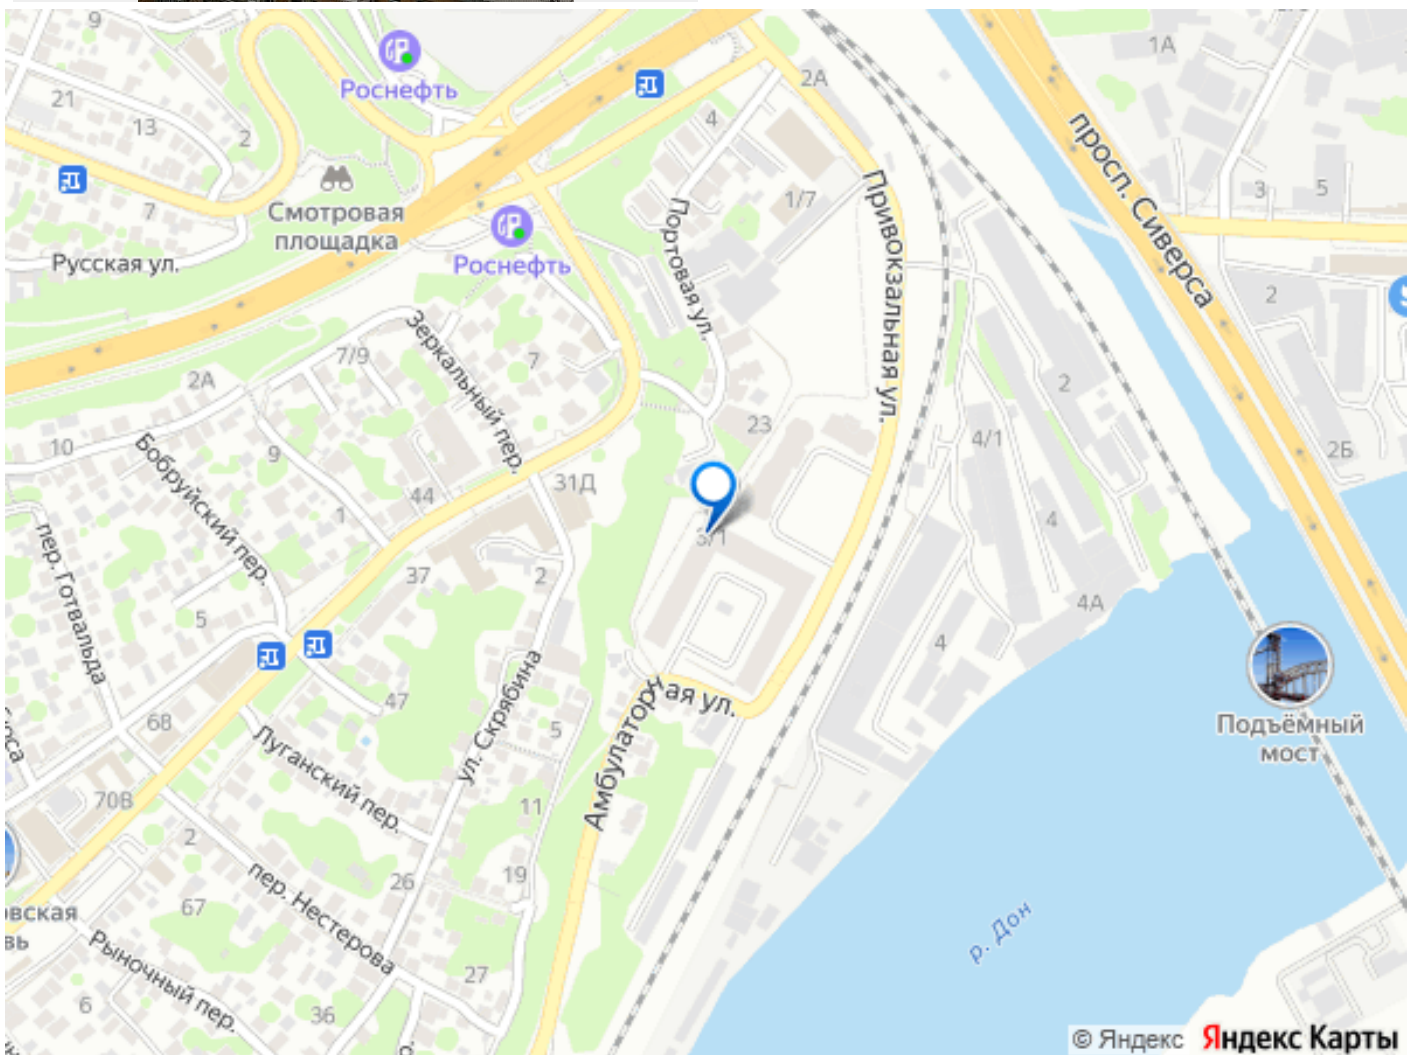 9
21
13
2
7
Роснефть
Смотровая
площадка
Русская ул.
Роснефть
4
2А
1/7
Портовая ул.
Привокзальная ул.
1А
просп. Сиверса
3
5
2
2Б
7/9
2А
Зеркальный пер.
7
10
9
Бобруйский пер.
44
31Д
23
3/1
1
пер. Готвальда
37
2
5
4/1
2
4
4А
4
47
68
ул. Скрябина
5
Амбулаторная ул.
Луганский пер.
70В
11
2
19
26
пер. Нестерова
67
Рыночный пер.
27
6
36
Подъёмный
мост
р. Дон
© Яндекс Яндекс Карты